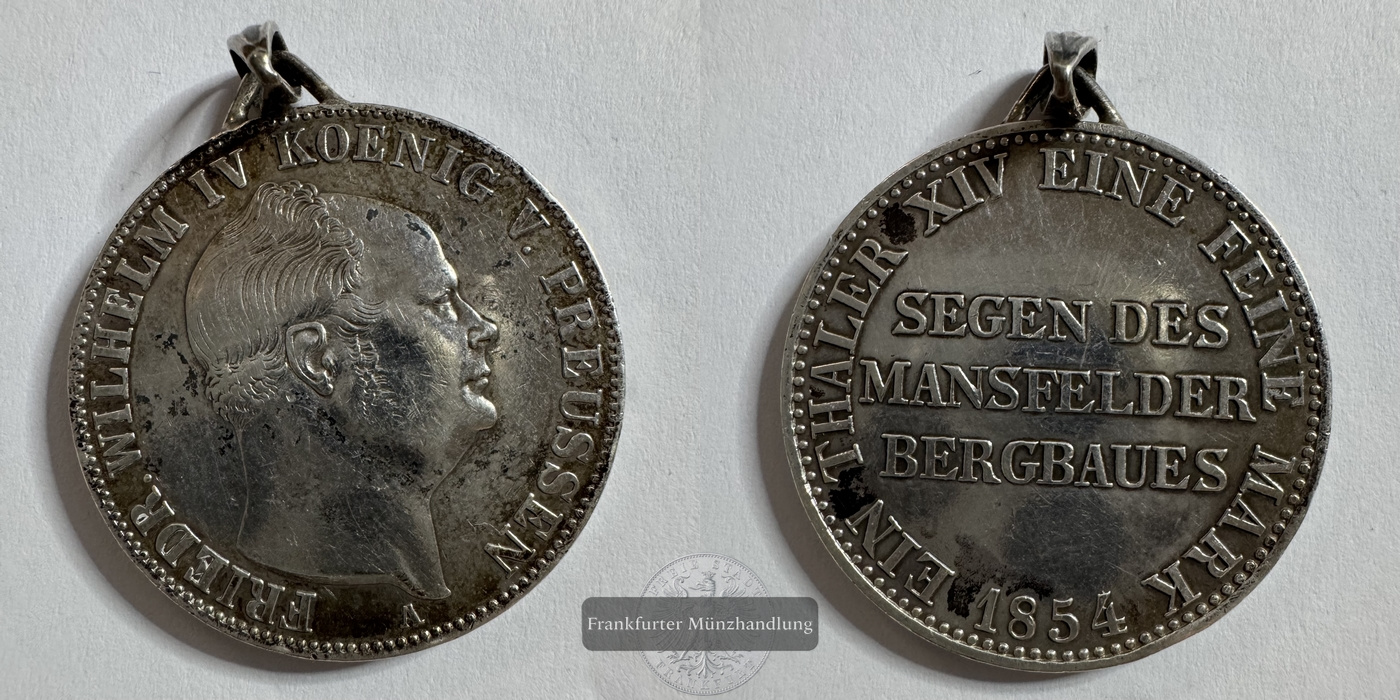 FRIEDR. WILHELM IV KOENIG V. PREUSSEN
A
EIN THALER XIV EINE FEINE MARK
SEGEN DES
MANSFELDER
BERGBAUES
1854
Frankfurter Münzhandlung